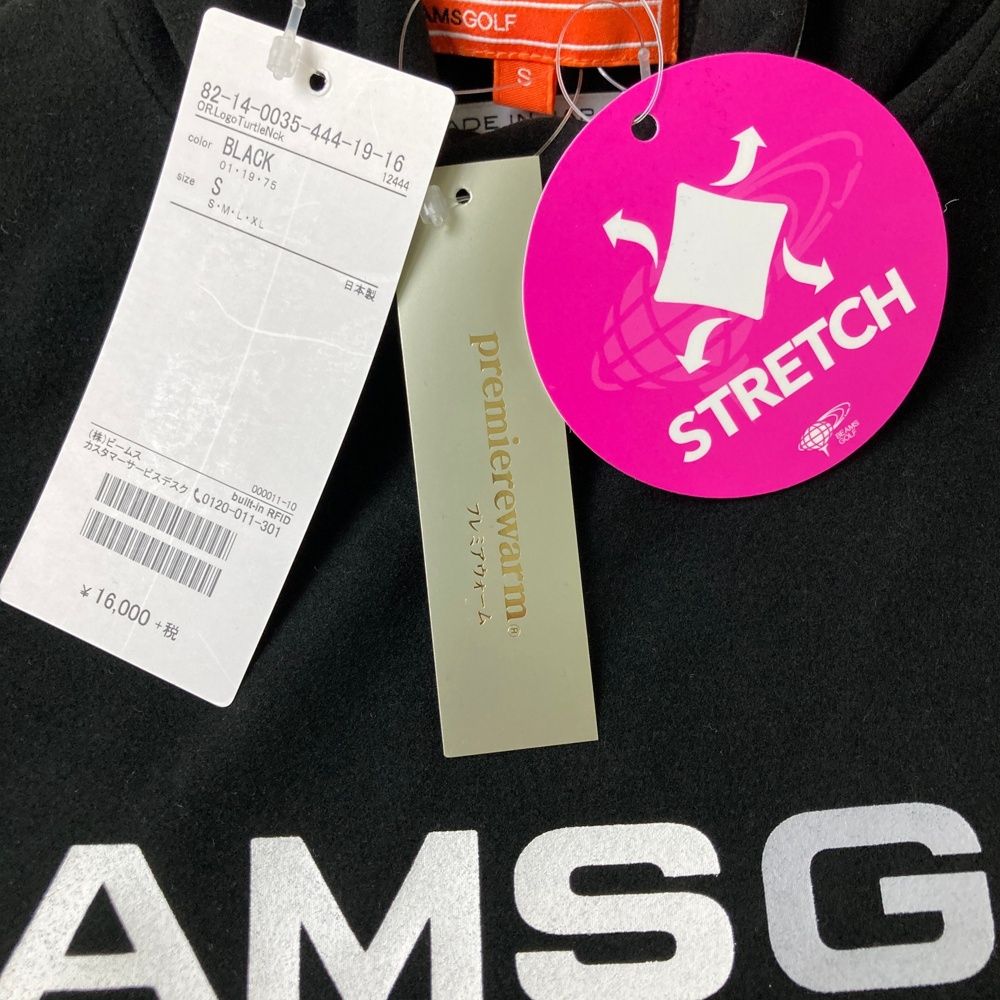 AMSGOLF
S
ADE IN
82-14-0035-444-19-16
OR.LogoTurtleNck
12444
color BLACK
01・19・75
size S
S・M・L・XL
日本製
(株)ビームス
カスタマーサービスデスク
0120-011-301
000011-10
built-in RFID
¥ 16,000 +税
premierewarm®
プレミアウォーム
STRETCH
BEAMS
GOLF
AMSG